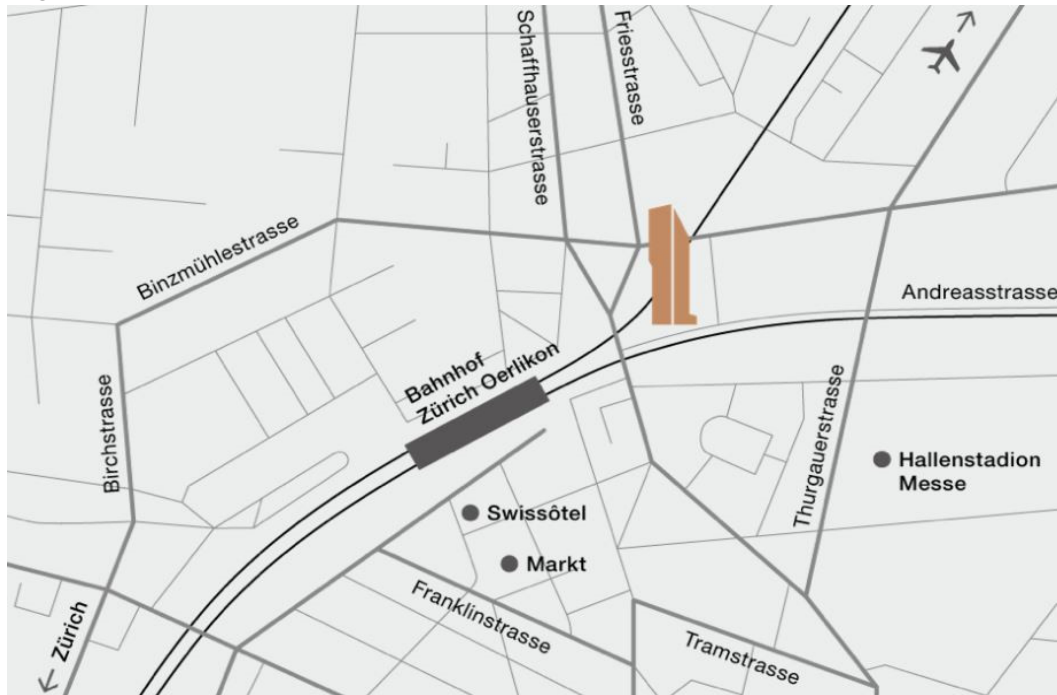 Schaffhauserstrasse
Friesstrasse
Binzmühlestrasse
Andreasstrasse
Bahnhof
Zürich Oerlikon
Birchstrasse
Thurgauerstrasse
Hallenstadion
Messe
Swissôtel
Markt
Franklinstrasse
Tramstrasse
Zürich